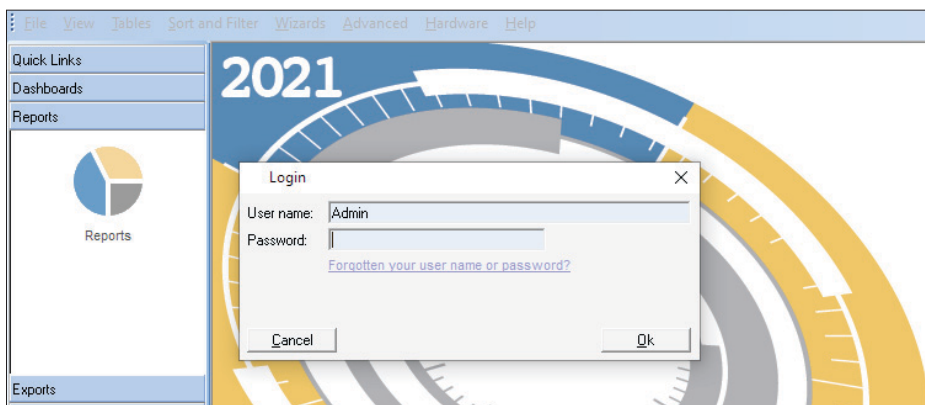 File View Tables Sort and Filter Wizards Advanced Hardware Help
Quick Links
Dashboards
Reports
Reports
Exports
2021
Login
User name: Admin
Password:
Forgotten your user name or password?
Cancel Ok